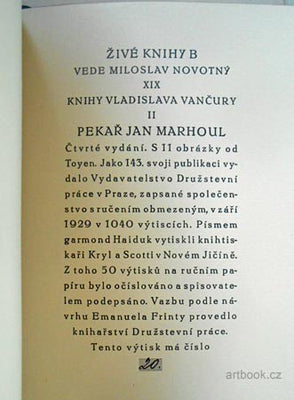 ŽIVÉ KNIHY B
VEDE MILOSLAV NOVOTNÝ
XIX
KNIHY VLADISLAVA VANČURY
II
PEKAŘ JAN MARHOUL
Čtvrté vydání. S 11 obrázky od
Toyen. Jako 143. svoji publikaci vy-
dalo Vydavatelstvo Družstevní
práce v Praze, zapsané společen-
stvo s ručením obmezeným, v září
1929 v 1040 výtiscích. Písmem
garmond Haiduk vytiskli knihtis-
kaři Kryl a Scotti v Novém Jičíně.
Z toho 50 výtisků na ručním pa-
píru bylo očíslováno a spisovate-
lem podepsáno. Vazbu podle ná-
vrhu Emanuela Frinty provedlo
knihařství Družstevní práce.
Tento výtisk má číslo
20.
artbook.cz